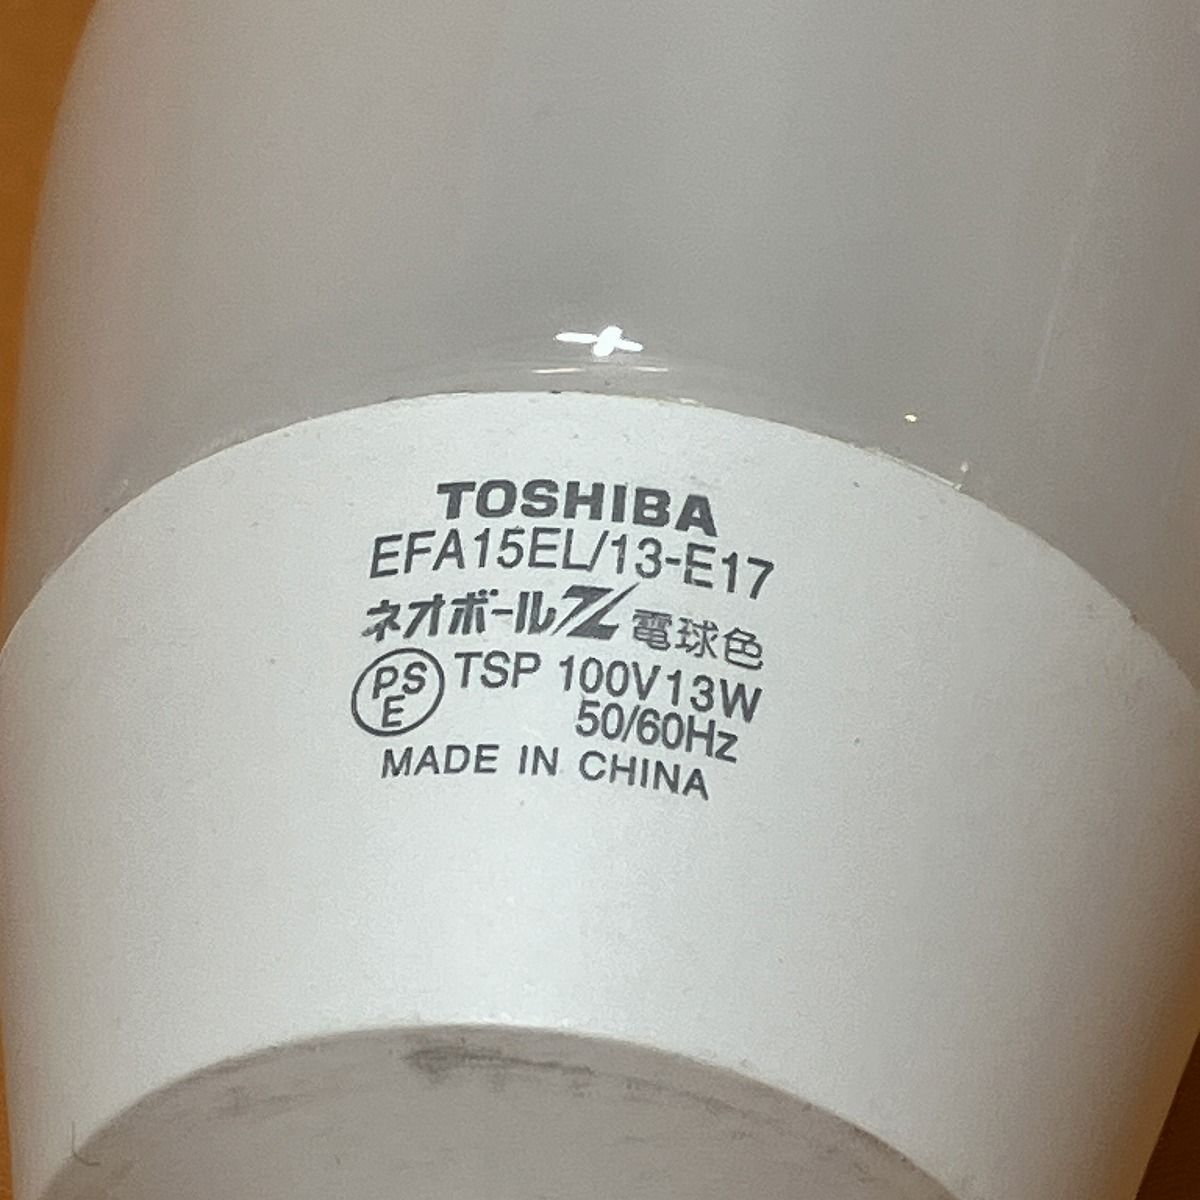 TOSHIBA
EFA15EL/13-E17
ネオボールZ 電球色
PSE TSP 100V13W
50/60Hz
MADE IN CHINA